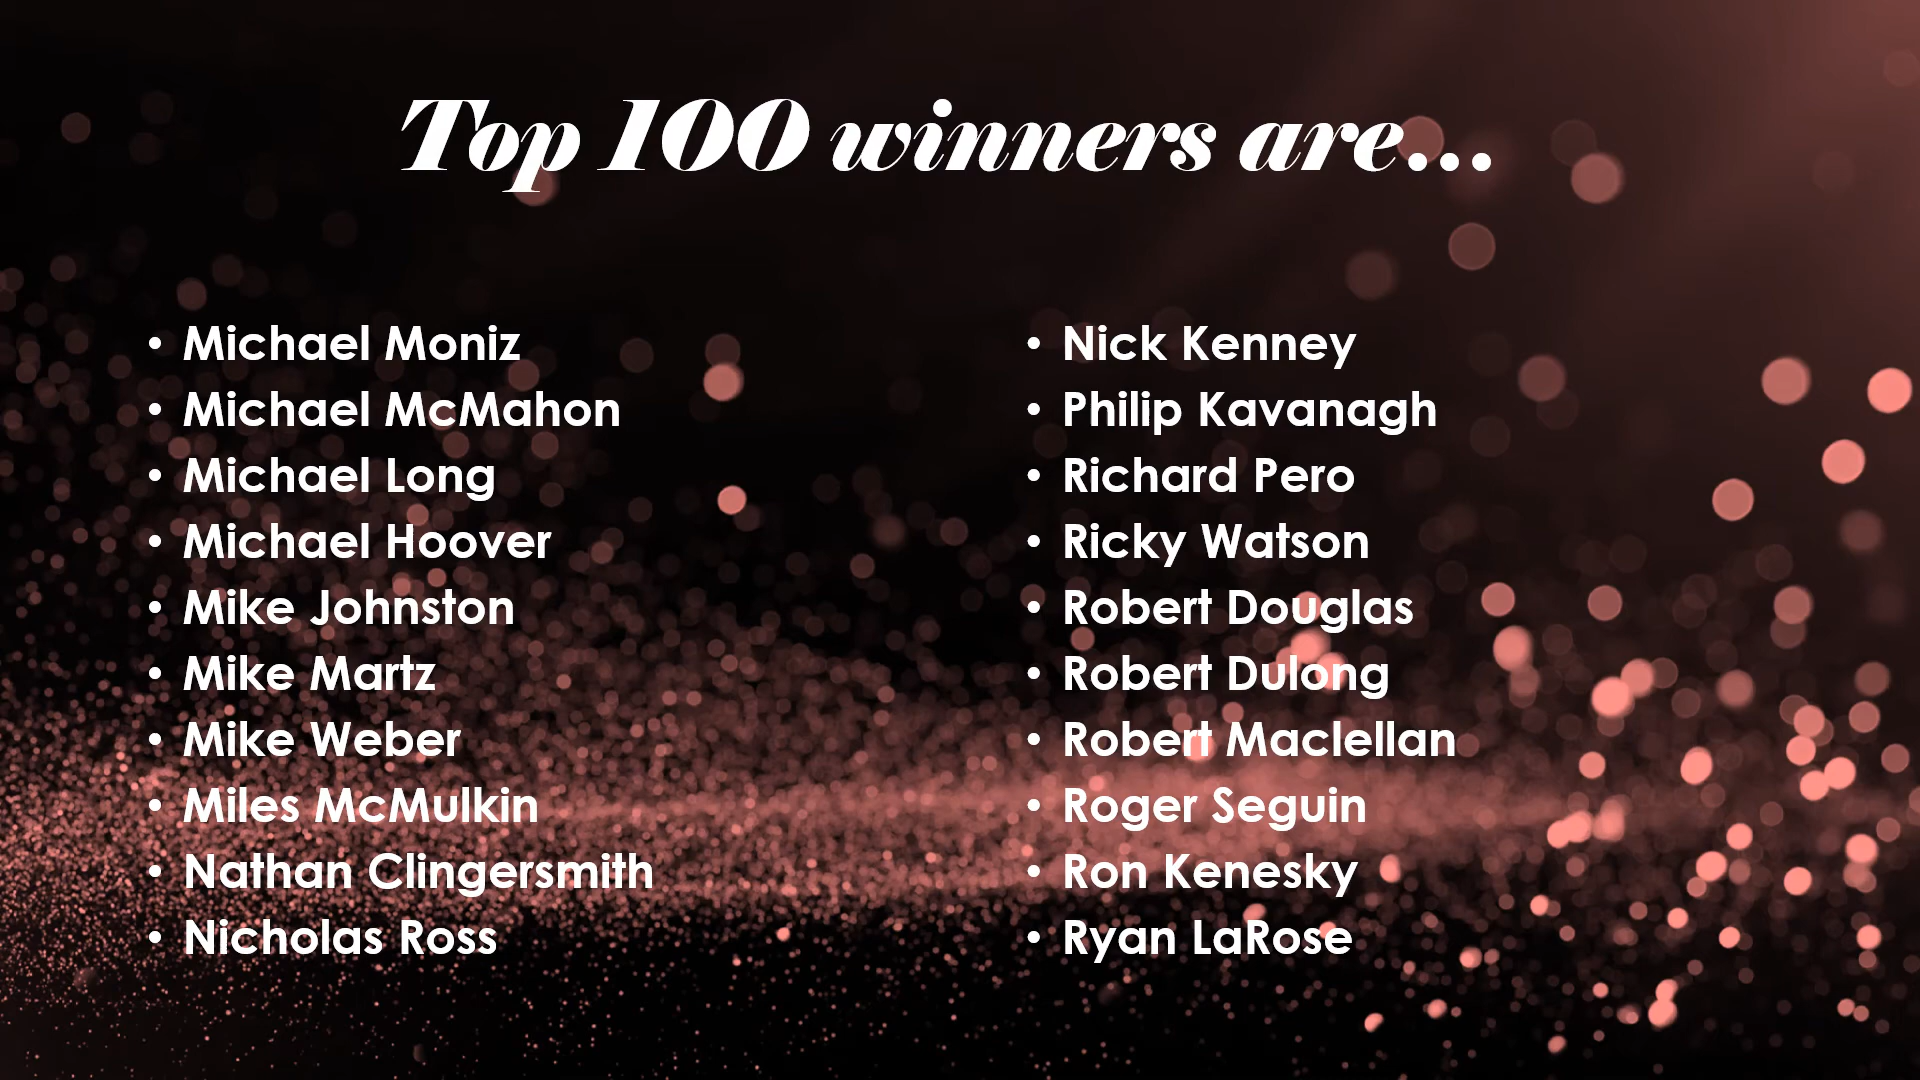 Top 100 winners are...
• Michael Moniz
• Michael McMahon
• Michael Long
• Michael Hoover
• Mike Johnston
• Mike Martz
• Mike Weber
• Miles McMulkin
• Nathan Clingersmith
• Nicholas Ross
• Nick Kenney
• Philip Kavanagh
• Richard Pero
• Ricky Watson
• Robert Douglas
• Robert Dulong
• Robert Maclellan
• Roger Seguin
• Ron Kenesky
• Ryan LaRose